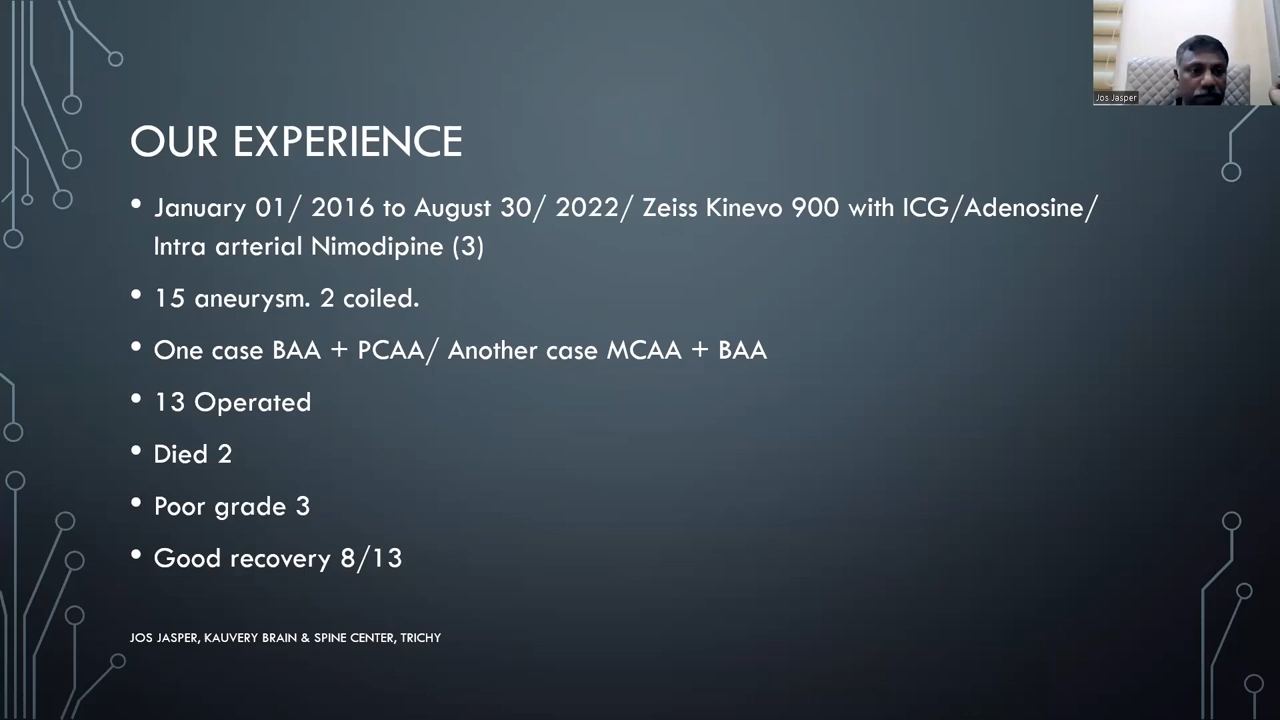 Jos Jasper
OUR EXPERIENCE
• January 01/ 2016 to August 30/ 2022/ Zeiss Kinevo 900 with ICG/Adenosine/
Intra arterial Nimodipine (3)
• 15 aneurysm. 2 coiled.
• One case BAA + PCAA/ Another case MCAA + BAA
• 13 Operated
• Died 2
• Poor grade 3
• Good recovery 8/13
JOS JASPER, KAUVERY BRAIN & SPINE CENTER, TRICHY